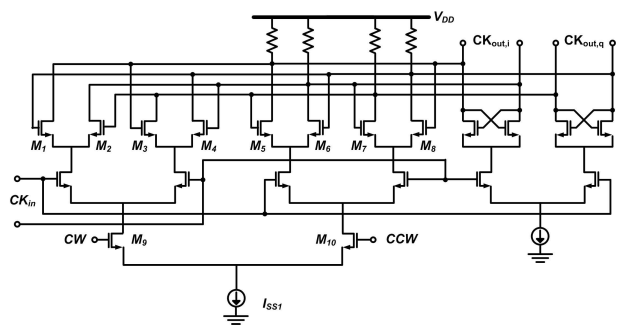 V_DD
CK_out,i
CK_out,q
M_1
M_2
M_3
M_4
M_5
M_6
M_7
M_8
CK_in
CW
M_9
M_10
CCW
I_SS1